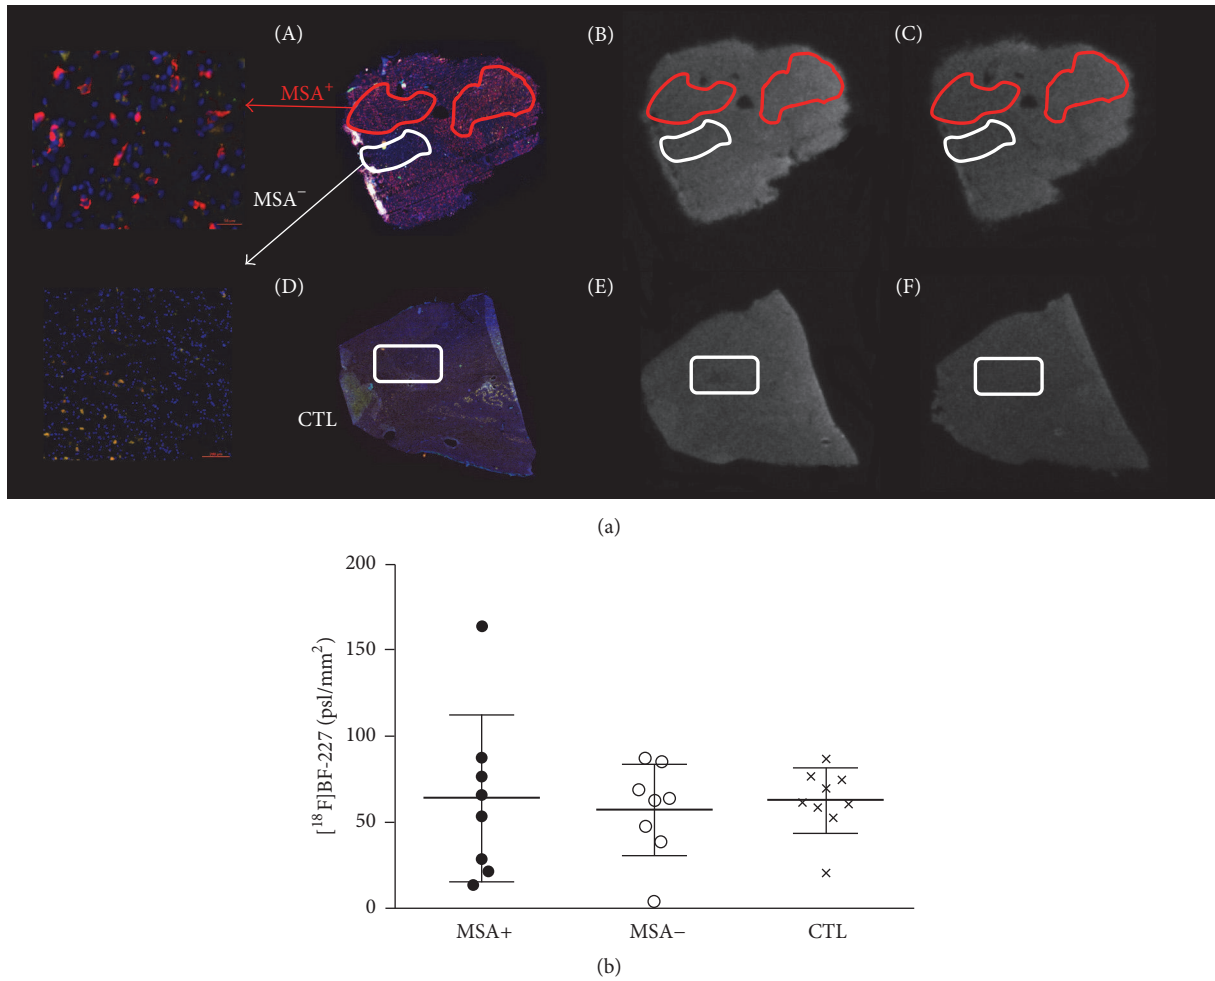 (A)
(B)
(C)
MSA⁺
MSA⁻
(D)
(E)
(F)
CTL
(a)
[¹⁸F]BF-227 (psl/mm²)
200
150
100
50
0
MSA+
MSA−
CTL
(b)